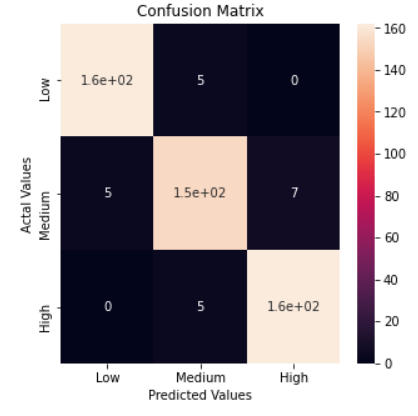 Confusion Matrix
Low 1.6e+02 5 0
Medium 5 1.5e+02 7
High 0 5 1.6e+02
Actal Values
Low Medium High
Predicted Values
160
140
120
100
80
60
40
20
0